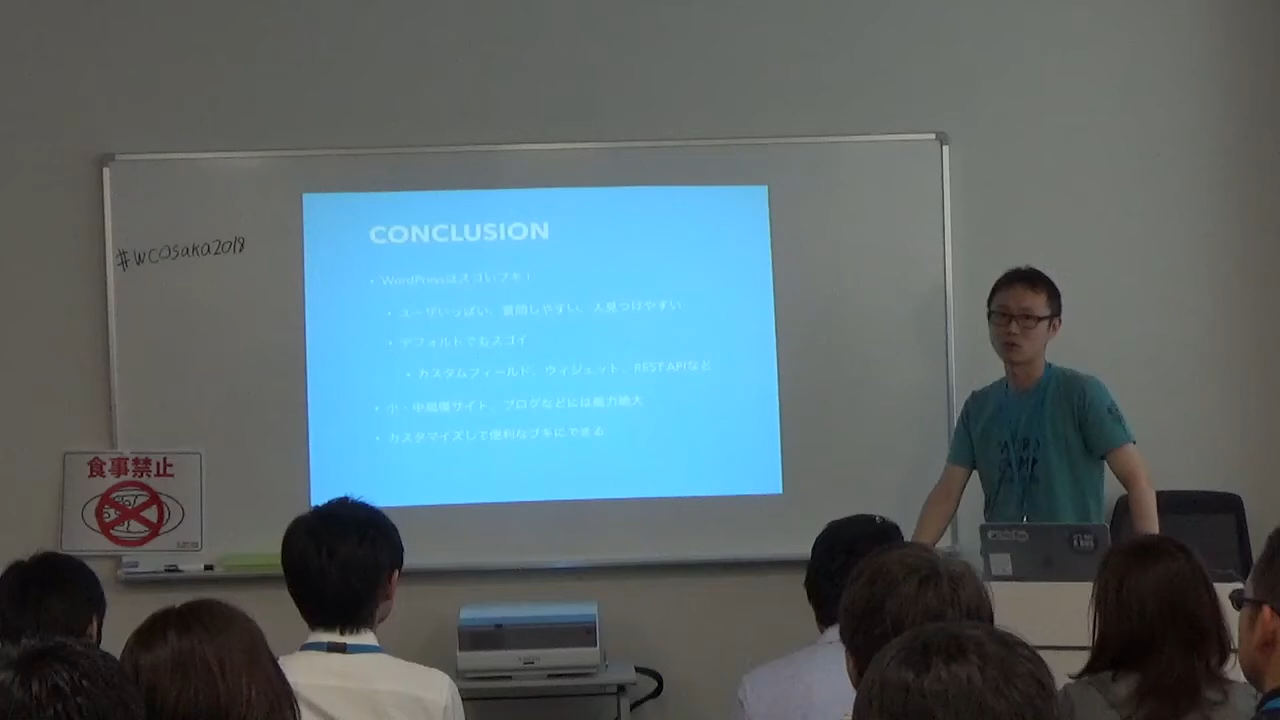 #WCOsaka2018
CONCLUSION
・WordPressはスゴいブキ！
・ユーザいっぱい、質問しやすい、人見つけやすい
・デフォルトでもスゴイ
・カスタムフィールド、ウィジェット、REST APIなど
・小・中規模サイト、ブログなどには威力絶大
・カスタマイズして便利なブキにできる
食事禁止
WORD
CAMP